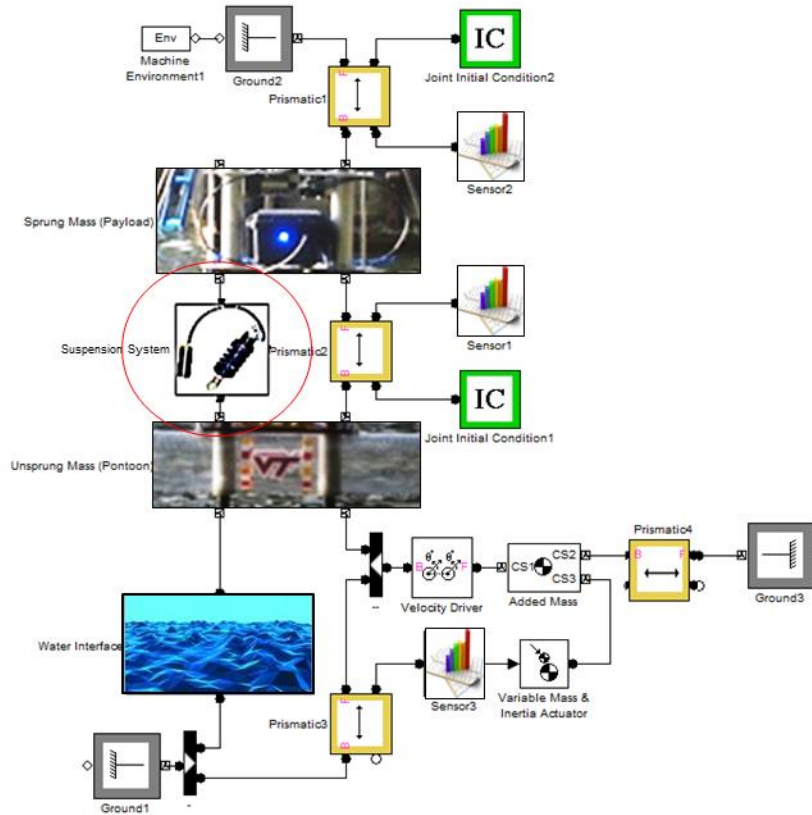 Env
Machine
Environment1
Ground2
F
Prismatic1
B
IC
Joint Initial Condition2
Sensor2
Sprung Mass (Payload)
Suspension System
F
Prismatic2
B
Sensor1
IC
Joint Initial Condition1
Unsprung Mass (Pontoon)
VT
Water Interface
--
B
F
Velocity Driver
CS1
CS2
CS3
Added Mass
Prismatic4
B
F
Ground3
F
Prismatic3
B
Sensor3
Variable Mass &
Inertia Actuator
Ground1
-